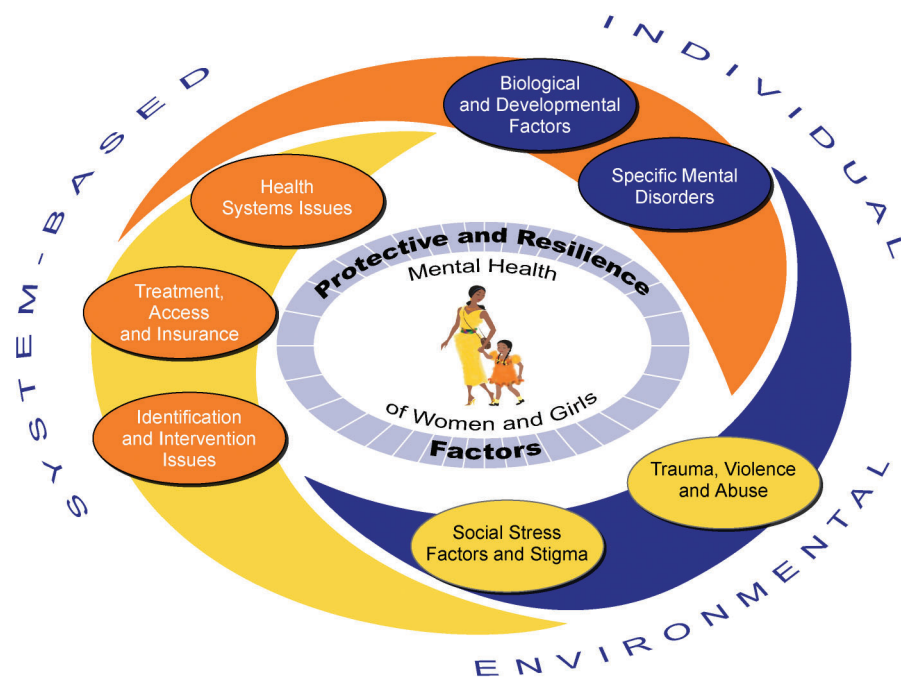 SYSTEM-BASED
INDIVIDUAL
Biological
and Developmental
Factors
Specific Mental
Disorders
Health
Systems Issues
Treatment,
Access
and Insurance
Identification
and Intervention
Issues
Protective and Resilience
Mental Health
of Women and Girls
Factors
Trauma, Violence
and Abuse
Social Stress
Factors and Stigma
ENVIRONMENTAL